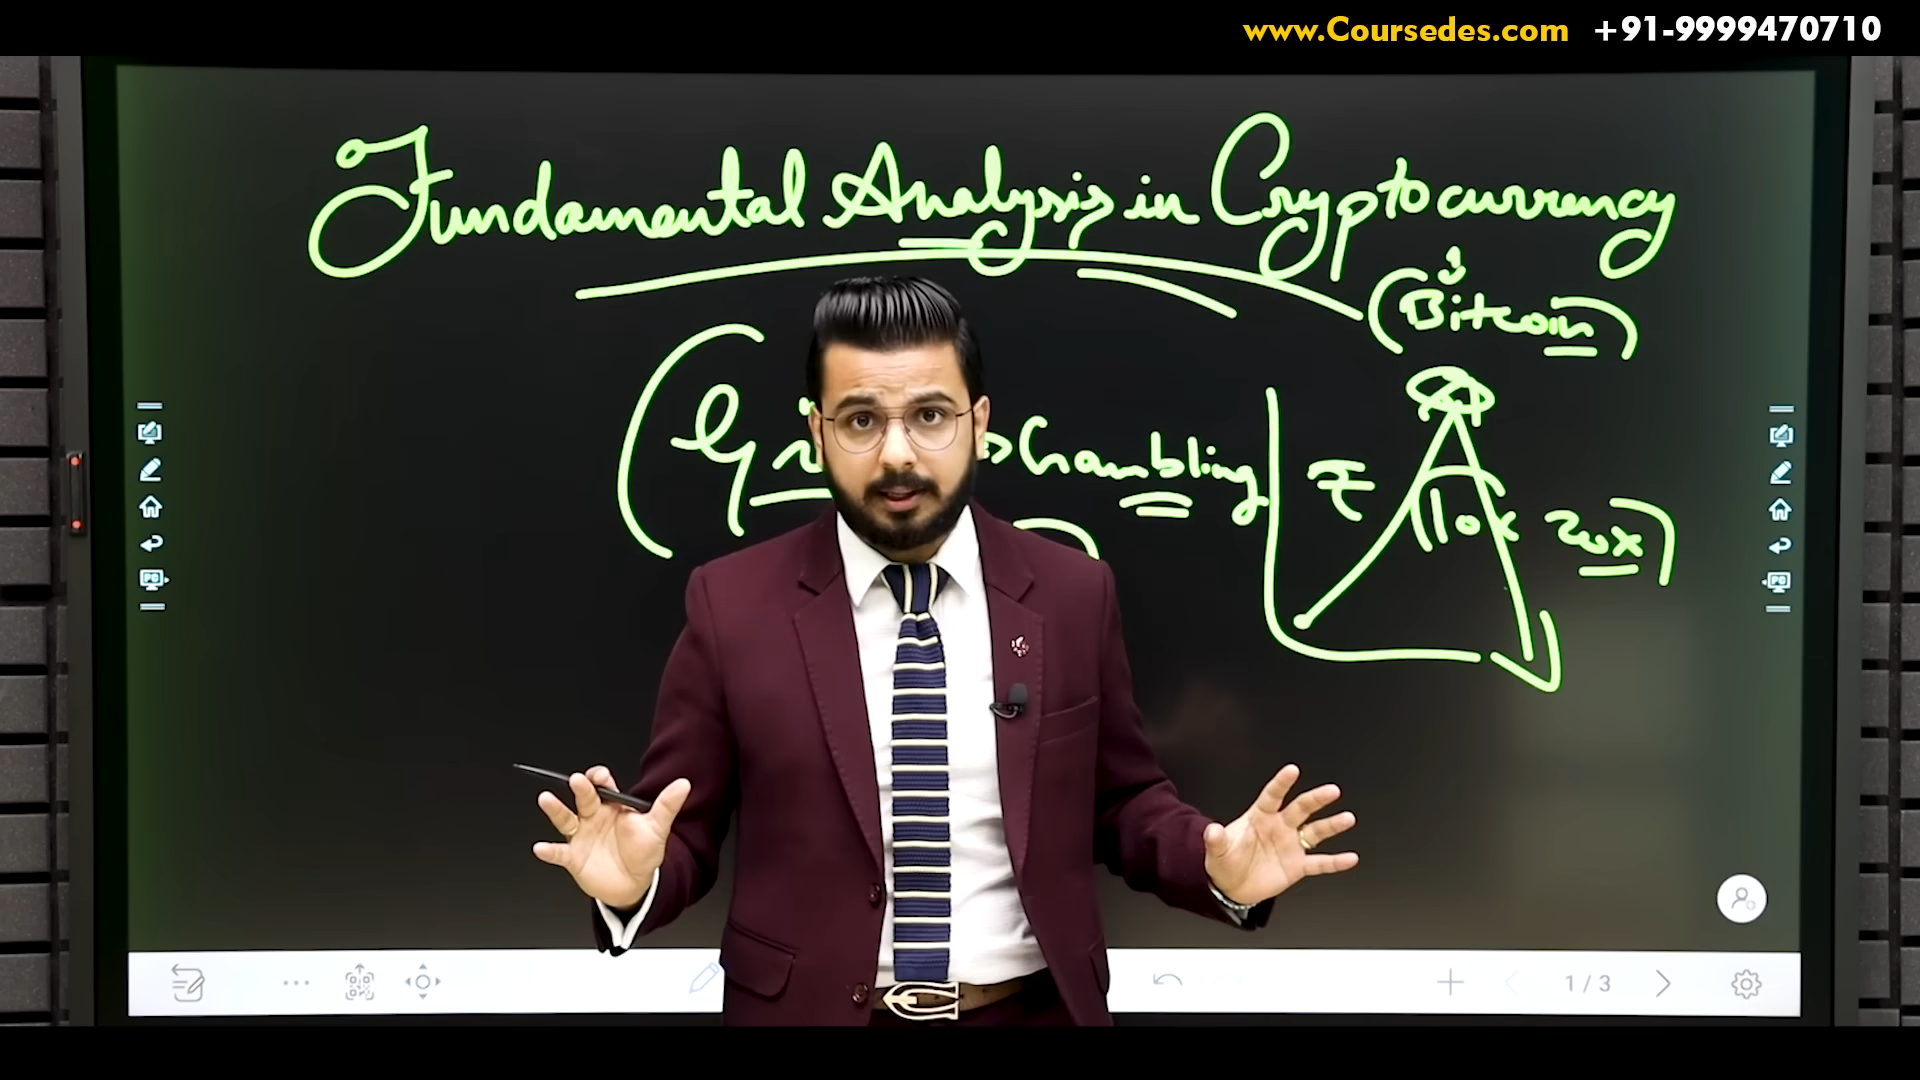 www.Coursedes.com +91-9999470710
Fundamental Analysis in Cryptocurrency
(Bitcoin)
Gambling
₹ 10x 20x
1 / 3